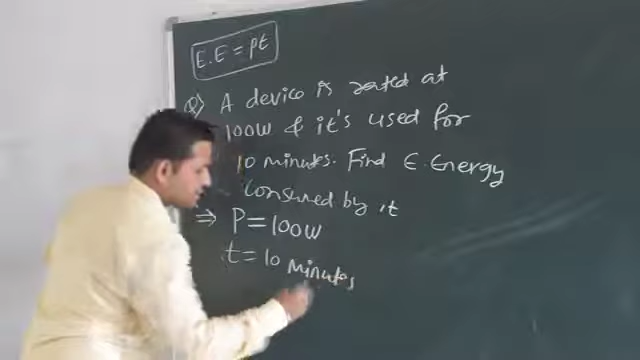 E.E = pt
Q) A device is rated at
100W & it's used for
10 minutes. Find E.Energy
Consumed by it
⇒ P = 100W
t = 10 minutes